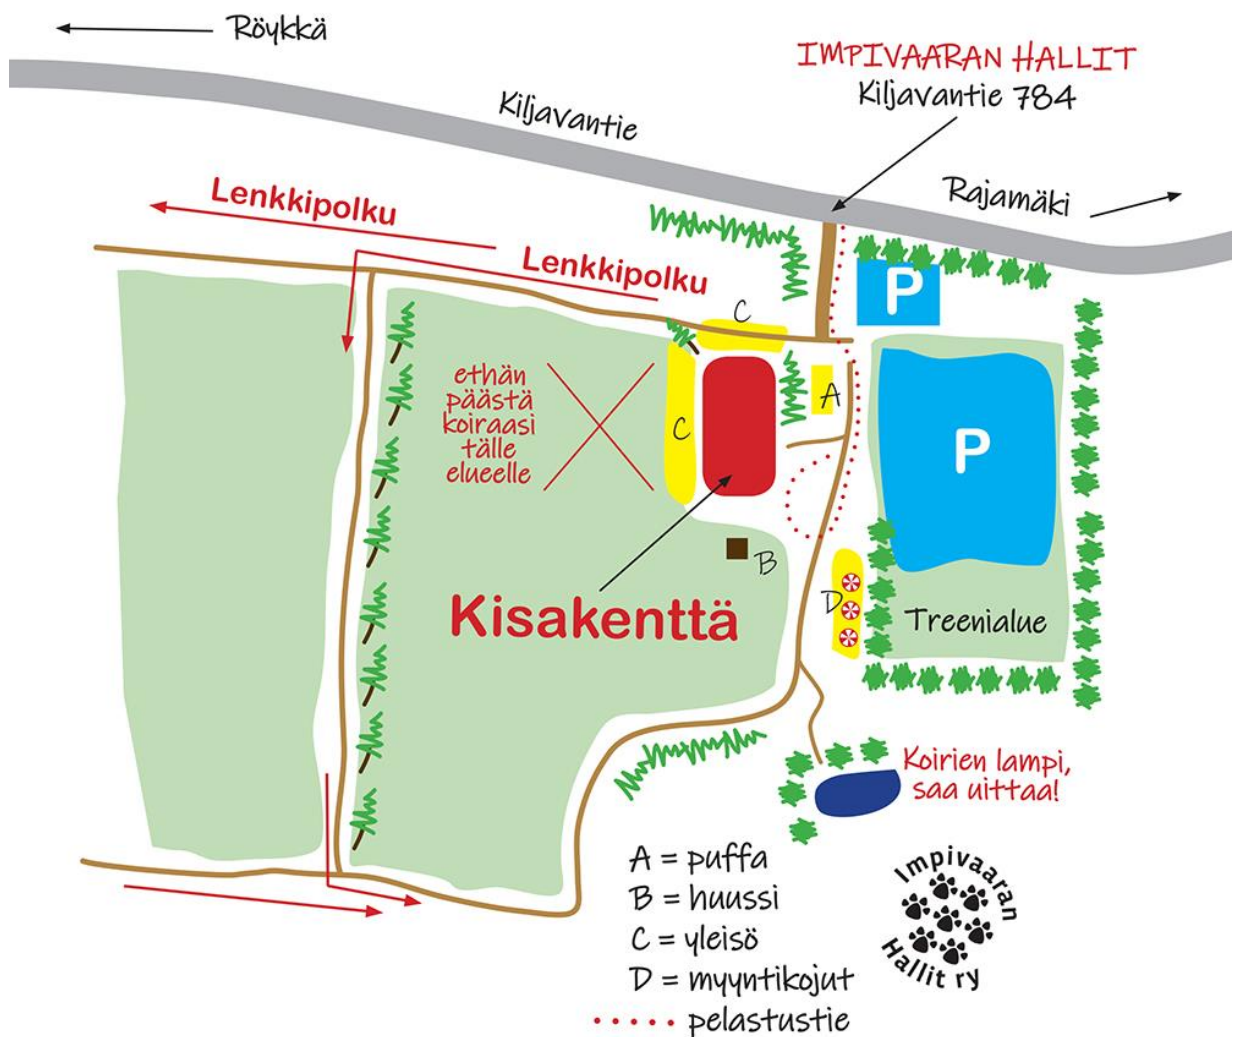 Röykkä
IMPIVAARAN HALLIT
Kiljavantie 784
Kiljavantie
Rajamäki
Lenkkipolku
Lenkkipolku
P
C
ethän
päästä
koiraasi
tälle
elueelle
C
A
P
B
D
Kisakenttä
Treenialue
Koirien lampi,
saa uittaa!
A = puffa
B = huussi
C = yleisö
D = myyntikojut
pelastustie
Impivaaran
Hallit ry